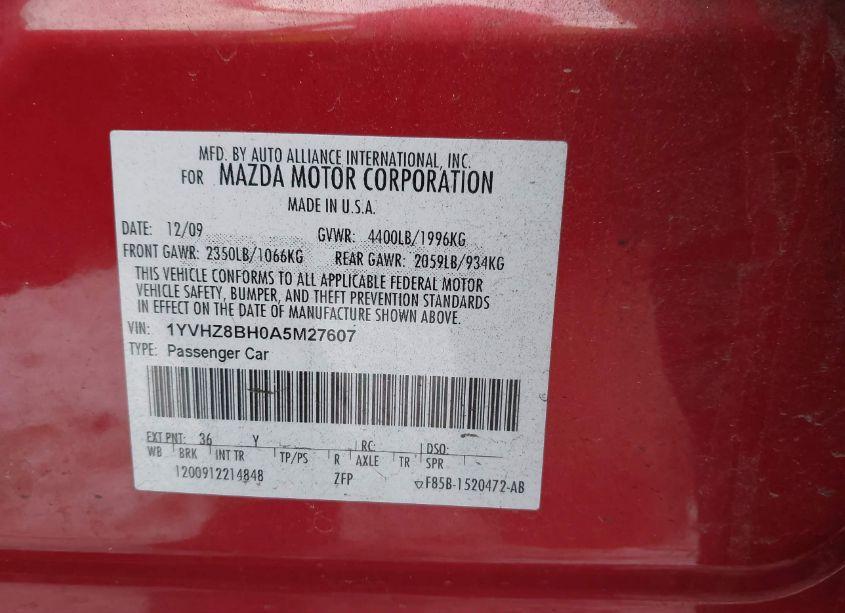 MFD. BY AUTO ALLIANCE INTERNATIONAL, INC.
FOR MAZDA MOTOR CORPORATION
MADE IN U.S.A.
DATE: 12/09 GVWR: 4400LB/1996KG
FRONT GAWR: 2350LB/1066KG REAR GAWR: 2059LB/934KG
THIS VEHICLE CONFORMS TO ALL APPLICABLE FEDERAL MOTOR
VEHICLE SAFETY, BUMPER, AND THEFT PREVENTION STANDARDS
IN EFFECT ON THE DATE OF MANUFACTURE SHOWN ABOVE.
VIN: 1YVHZ8BH0A5M27607
TYPE: Passenger Car
EXT PNT: 36 Y RC: DSO:
WB BRK INT TR TP/PS R AXLE TR SPR
1200912214848 ZFP F85B-1520472-AB